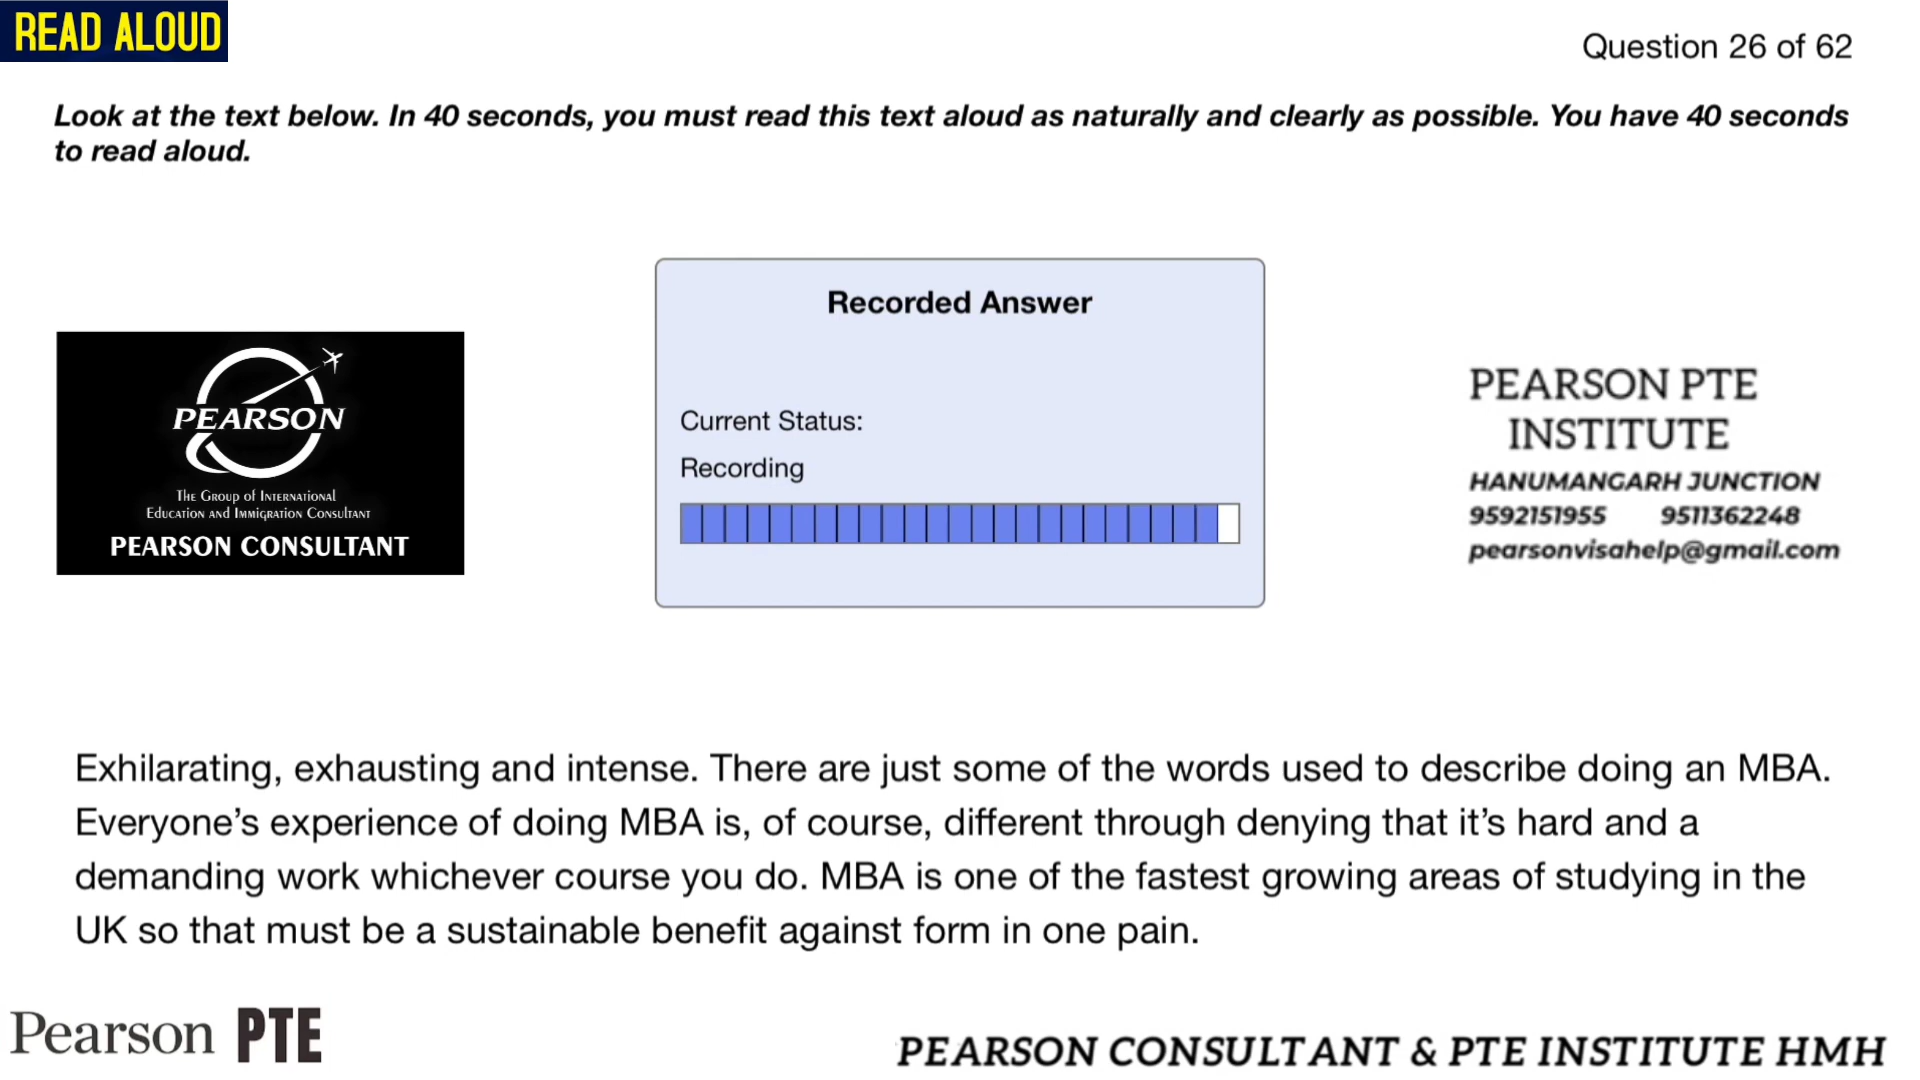 READ ALOUD
Question 26 of 62
Look at the text below. In 40 seconds, you must read this text aloud as naturally and clearly as possible. You have 40 seconds
to read aloud.
Recorded Answer
Current Status:
Recording
PEARSON
The Group of International
Education and Immigration Consultant
PEARSON CONSULTANT
PEARSON PTE
INSTITUTE
HANUMANGARH JUNCTION
9592151955 9511362248
pearsonvisahelp@gmail.com
Exhilarating, exhausting and intense. There are just some of the words used to describe doing an MBA.
Everyone’s experience of doing MBA is, of course, different through denying that it’s hard and a
demanding work whichever course you do. MBA is one of the fastest growing areas of studying in the
UK so that must be a sustainable benefit against form in one pain.
Pearson PTE
PEARSON CONSULTANT & PTE INSTITUTE HMH